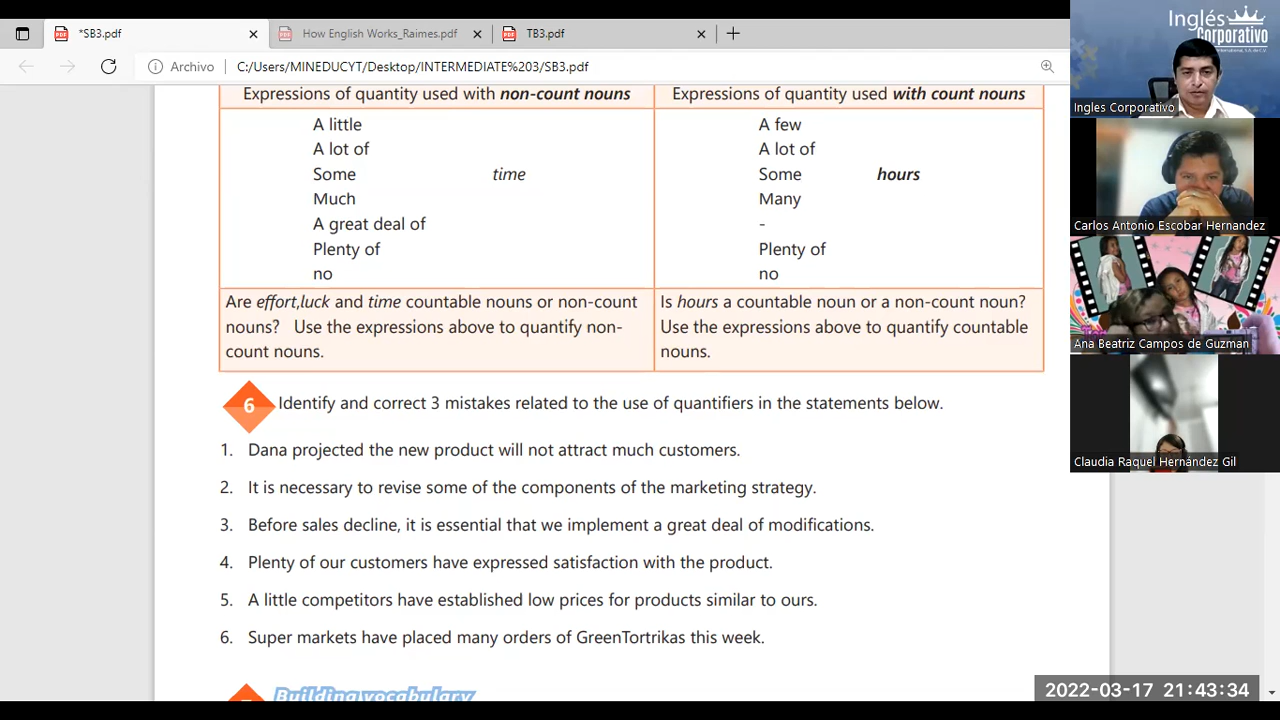 *SB3.pdf
How English Works_Raimes.pdf
TB3.pdf
Archivo
C:/Users/MINEDUCYT/Desktop/INTERMEDIATE%203/SB3.pdf
Inglés
Corporativo
Ingles Corporativo
Carlos Antonio Escobar Hernandez
Ana Beatriz Campos de Guzman
Claudia Raquel Hernández Gil
Expressions of quantity used with non-count nouns
Expressions of quantity used with count nouns
A little
A lot of
Some time
Much
A great deal of
Plenty of
no
A few
A lot of
Some hours
Many
-
Plenty of
no
Are effort,luck and time countable nouns or non-count
nouns? Use the expressions above to quantify non-
count nouns.
Is hours a countable noun or a non-count noun?
Use the expressions above to quantify countable
nouns.
6 Identify and correct 3 mistakes related to the use of quantifiers in the statements below.
1. Dana projected the new product will not attract much customers.
2. It is necessary to revise some of the components of the marketing strategy.
3. Before sales decline, it is essential that we implement a great deal of modifications.
4. Plenty of our customers have expressed satisfaction with the product.
5. A little competitors have established low prices for products similar to ours.
6. Super markets have placed many orders of GreenTortrikas this week.
Building vocabulary
2022-03-17 21:43:34